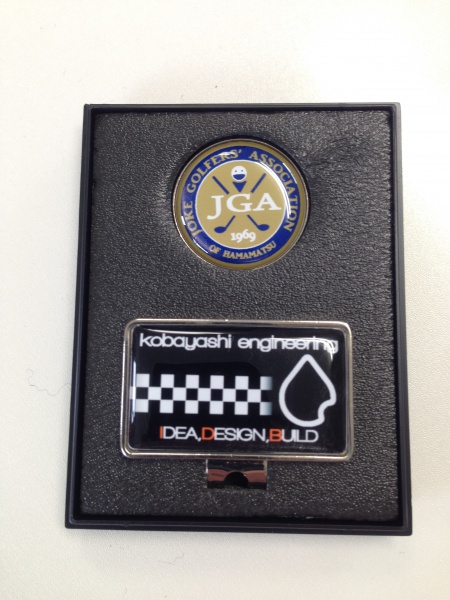 JOKE GOLFERS' ASSOCIATION
JGA
1969
OF HAMAMATSU
kobayashi engineering
IDEA,DESIGN,BUILD